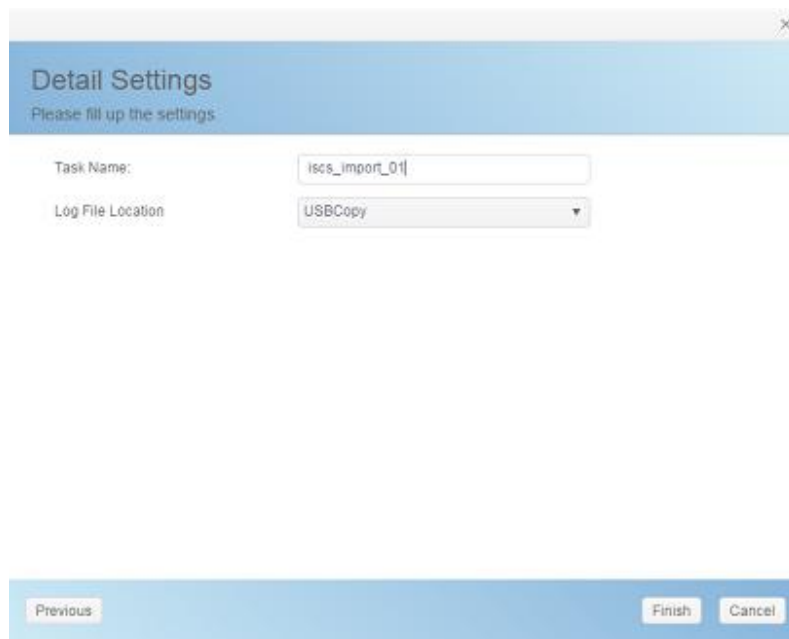 Detail Settings
Please fill up the settings
Task Name: iscs_import_01
Log File Location USBCopy
Previous Finish Cancel